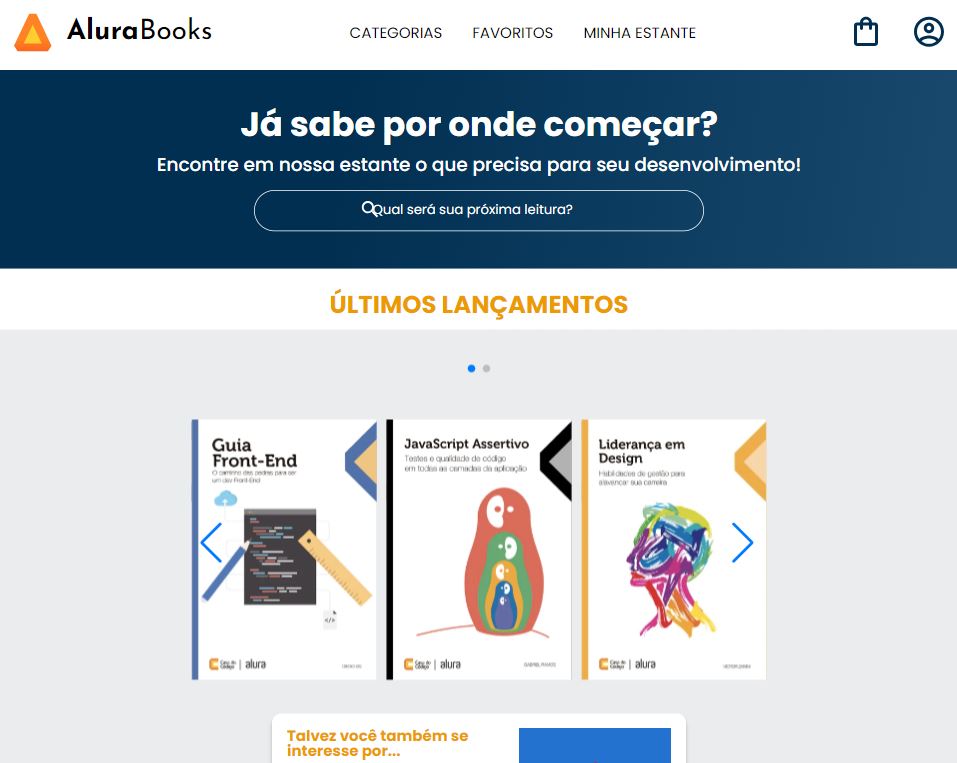 AluraBooks
CATEGORIAS FAVORITOS MINHA ESTANTE
Já sabe por onde começar?
Encontre em nossa estante o que precisa para seu desenvolvimento!
Qual será sua próxima leitura?
ÚLTIMOS LANÇAMENTOS
Guia
Front-End
O caminho das pedras para ser
um dev Front-End
</>
Casa do
Código | alura
JavaScript Assertivo
Testes e qualidade de código
em todas as camadas da aplicação
Casa do
Código | alura
GABRIEL RAMOS
Liderança em
Design
Habilidades de gestão para
alavancar sua carreira
Casa do
Código | alura
Talvez você também se
interesse por...